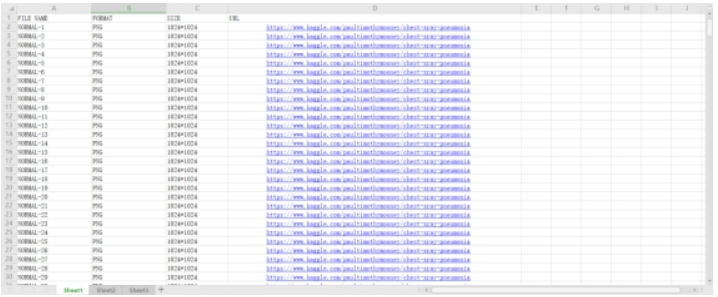 A B C D E F G H I J
1 FILE NAME FORMAT SIZE URL
2 NORMAL-1 PNG 1024*1024 https://www.kaggle.com/paultimothymooney/chest-xray-pneumonia
3 NORMAL-2 PNG 1024*1024 https://www.kaggle.com/paultimothymooney/chest-xray-pneumonia
4 NORMAL-3 PNG 1024*1024 https://www.kaggle.com/paultimothymooney/chest-xray-pneumonia
5 NORMAL-4 PNG 1024*1024 https://www.kaggle.com/paultimothymooney/chest-xray-pneumonia
6 NORMAL-5 PNG 1024*1024 https://www.kaggle.com/paultimothymooney/chest-xray-pneumonia
7 NORMAL-6 PNG 1024*1024 https://www.kaggle.com/paultimothymooney/chest-xray-pneumonia
8 NORMAL-7 PNG 1024*1024 https://www.kaggle.com/paultimothymooney/chest-xray-pneumonia
9 NORMAL-8 PNG 1024*1024 https://www.kaggle.com/paultimothymooney/chest-xray-pneumonia
10 NORMAL-9 PNG 1024*1024 https://www.kaggle.com/paultimothymooney/chest-xray-pneumonia
11 NORMAL-10 PNG 1024*1024 https://www.kaggle.com/paultimothymooney/chest-xray-pneumonia
12 NORMAL-11 PNG 1024*1024 https://www.kaggle.com/paultimothymooney/chest-xray-pneumonia
13 NORMAL-12 PNG 1024*1024 https://www.kaggle.com/paultimothymooney/chest-xray-pneumonia
14 NORMAL-13 PNG 1024*1024 https://www.kaggle.com/paultimothymooney/chest-xray-pneumonia
15 NORMAL-14 PNG 1024*1024 https://www.kaggle.com/paultimothymooney/chest-xray-pneumonia
16 NORMAL-15 PNG 1024*1024 https://www.kaggle.com/paultimothymooney/chest-xray-pneumonia
17 NORMAL-16 PNG 1024*1024 https://www.kaggle.com/paultimothymooney/chest-xray-pneumonia
18 NORMAL-17 PNG 1024*1024 https://www.kaggle.com/paultimothymooney/chest-xray-pneumonia
19 NORMAL-18 PNG 1024*1024 https://www.kaggle.com/paultimothymooney/chest-xray-pneumonia
20 NORMAL-19 PNG 1024*1024 https://www.kaggle.com/paultimothymooney/chest-xray-pneumonia
21 NORMAL-20 PNG 1024*1024 https://www.kaggle.com/paultimothymooney/chest-xray-pneumonia
22 NORMAL-21 PNG 1024*1024 https://www.kaggle.com/paultimothymooney/chest-xray-pneumonia
23 NORMAL-22 PNG 1024*1024 https://www.kaggle.com/paultimothymooney/chest-xray-pneumonia
24 NORMAL-23 PNG 1024*1024 https://www.kaggle.com/paultimothymooney/chest-xray-pneumonia
25 NORMAL-24 PNG 1024*1024 https://www.kaggle.com/paultimothymooney/chest-xray-pneumonia
26 NORMAL-25 PNG 1024*1024 https://www.kaggle.com/paultimothymooney/chest-xray-pneumonia
27 NORMAL-26 PNG 1024*1024 https://www.kaggle.com/paultimothymooney/chest-xray-pneumonia
28 NORMAL-27 PNG 1024*1024 https://www.kaggle.com/paultimothymooney/chest-xray-pneumonia
29 NORMAL-28 PNG 1024*1024 https://www.kaggle.com/paultimothymooney/chest-xray-pneumonia
30 NORMAL-29 PNG 1024*1024 https://www.kaggle.com/paultimothymooney/chest-xray-pneumonia
Sheet1 Sheet2 Sheet3 +